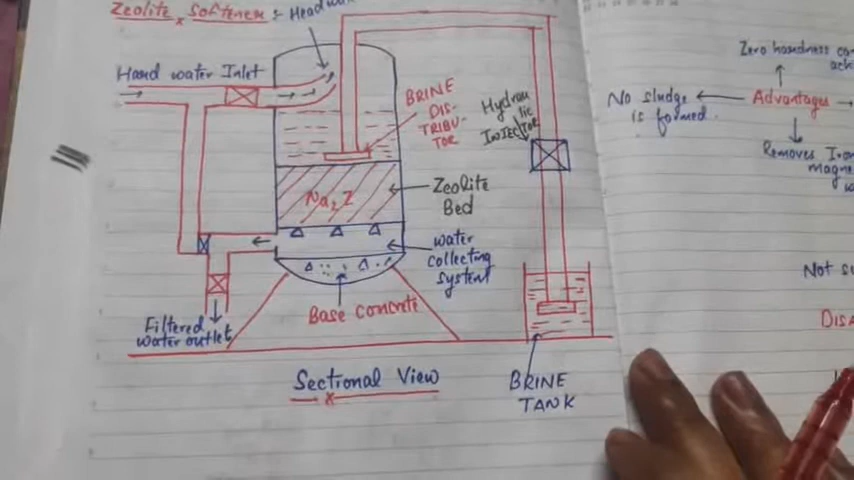 Zeolite Softener :
Hard water Inlet
BRINE
DIS-
TRIBU-
TOR
Hydrau
lic
INJECTOR
Na2Z
Zeolite
Bed
water
collecting
System
Base Concrete
Filtered
water outlet
Sectional View
BRINE
TANK
Zero hardness
No sludge
is formed.
Advantages
Removes